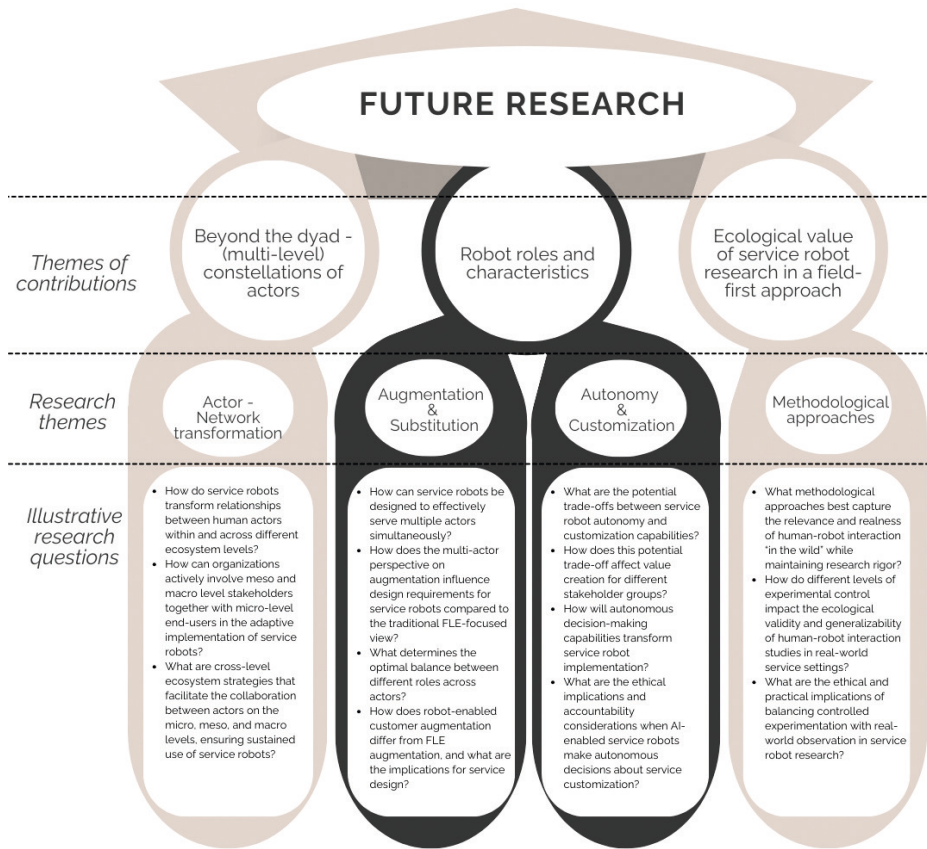 FUTURE RESEARCH
Themes of
contributions
Beyond the dyad -
(multi-level)
constellations of
actors
Robot roles and
characteristics
Ecological value
of service robot
research in a field-
first approach
Research
themes
Actor -
Network
transformation
Augmentation
&
Substitution
Autonomy
&
Customization
Methodological
approaches
Illustrative
research
questions
• How do service robots
transform relationships
between human actors
within and across different
ecosystem levels?
• How can organizations
actively involve meso and
macro level stakeholders
together with micro-level
end-users in the adaptive
implementation of service
robots?
• What are cross-level
ecosystem strategies that
facilitate the collaboration
between actors on the
micro, meso, and macro
levels, ensuring sustained
use of service robots?
• How can service robots be
designed to effectively
serve multiple actors
simultaneously?
• How does the multi-actor
perspective on
augmentation influence
design requirements for
service robots compared to
the traditional FLE-focused
view?
• What determines the
optimal balance between
different roles across
actors?
• How does robot-enabled
customer augmentation
differ from FLE
augmentation, and what are
the implications for service
design?
• What are the potential
trade-offs between service
robot autonomy and
customization capabilities?
• How does this potential
trade-off affect value
creation for different
stakeholder groups?
• How will autonomous
decision-making
capabilities transform
service robot
implementation?
• What are the ethical
implications and
accountability
considerations when AI-
enabled service robots
make autonomous
decisions about service
customization?
• What methodological
approaches best capture
the relevance and realness
of human-robot interaction
"in the wild" while
maintaining research rigor?
• How do different levels of
experimental control
impact the ecological
validity and generalizability
of human-robot interaction
studies in real-world
service settings?
• What are the ethical and
practical implications of
balancing controlled
experimentation with real-
world observation in service
robot research?